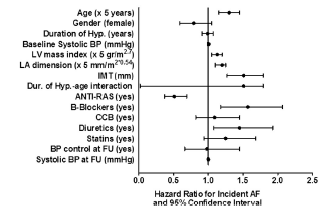 Age (x 5 years)
Gender (female)
Duration of Hyp. (years)
Baseline Systolic BP (mmHg)
LV mass index (x 5 gr/m^2.7)
LA dimension (x 5 mm/m^2*0.54)
IMT (mm)
Dur. of Hyp.-age interaction
ANTI-RAS (yes)
B-Blockers (yes)
CCB (yes)
Diuretics (yes)
Statins (yes)
BP control at FU (yes)
Systolic BP at FU (mmHg)
0.0 0.5 1.0 1.5 2.0 2.5
Hazard Ratio for Incident AF
and 95% Confidence Interval